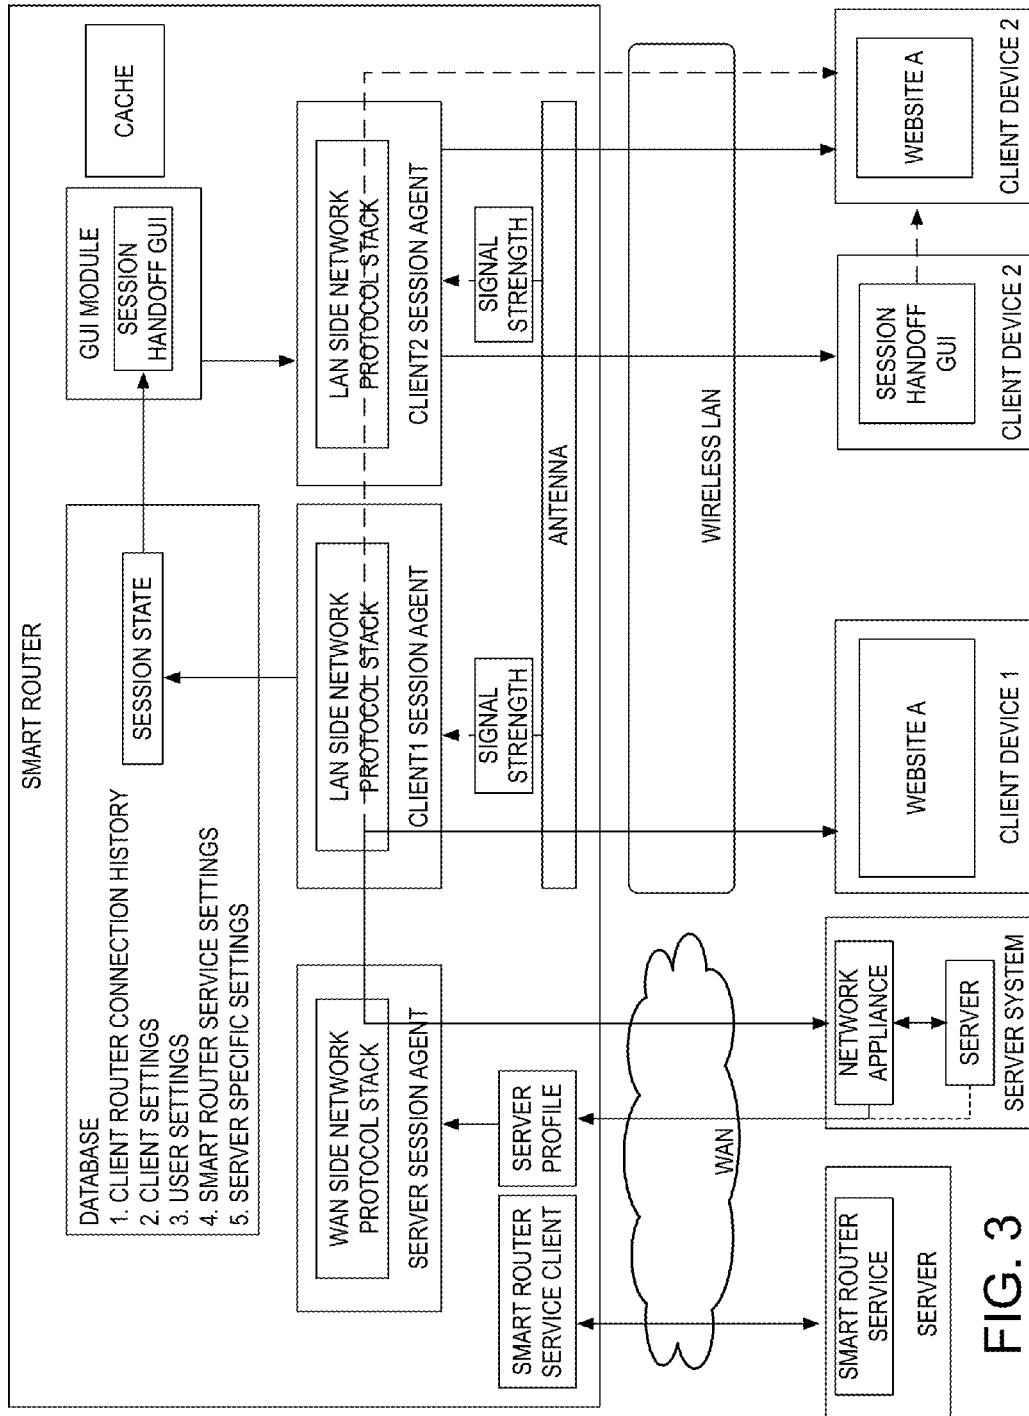 SMART ROUTER
DATABASE
1. CLIENT ROUTER CONNECTION HISTORY
2. CLIENT SETTINGS
3. USER SETTINGS
4. SMART ROUTER SERVICE SETTINGS
5. SERVER SPECIFIC SETTINGS
SESSION STATE
GUI MODULE
SESSION
HANDOFF GUI
CACHE
WAN SIDE NETWORK
PROTOCOL STACK
SERVER SESSION AGENT
LAN SIDE NETWORK
PROTOCOL STACK
CLIENT1 SESSION AGENT
LAN SIDE NETWORK
PROTOCOL STACK
CLIENT2 SESSION AGENT
SMART ROUTER
SERVICE CLIENT
SERVER
PROFILE
SIGNAL
STRENGTH
SIGNAL
STRENGTH
ANTENNA
WAN
WIRELESS LAN
SMART ROUTER
SERVICE
SERVER
NETWORK
APPLIANCE
SERVER
SERVER SYSTEM
WEBSITE A
CLIENT DEVICE 1
SESSION
HANDOFF
GUI
CLIENT DEVICE 2
WEBSITE A
CLIENT DEVICE 2
FIG. 3